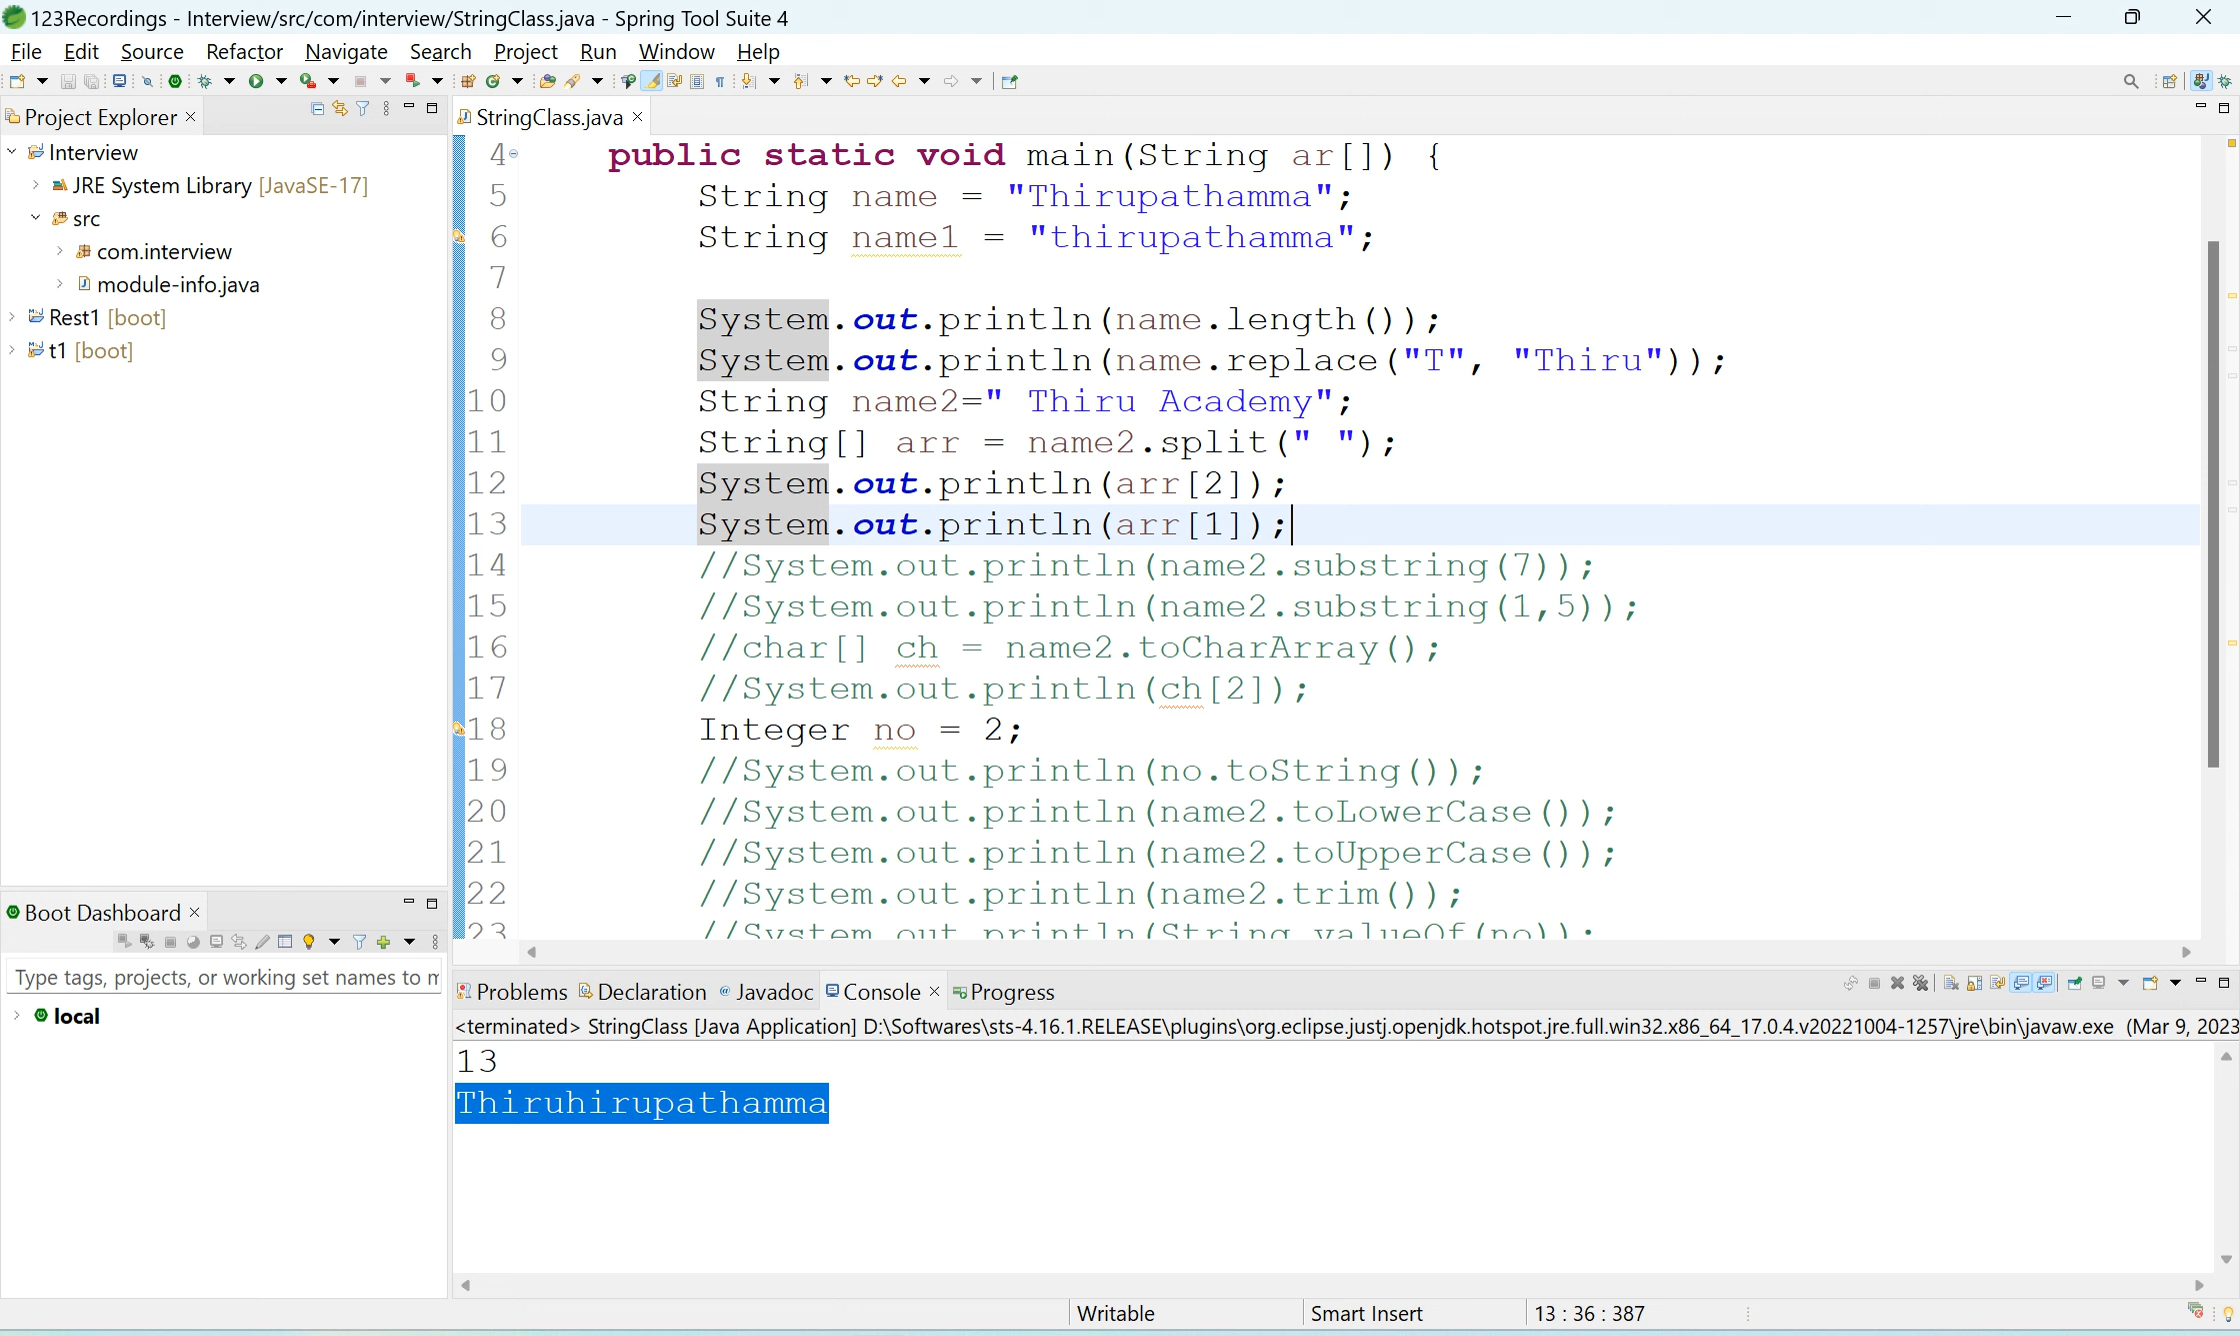 123Recordings - Interview/src/com/interview/StringClass.java - Spring Tool Suite 4
File Edit Source Refactor Navigate Search Project Run Window Help
Project Explorer
StringClass.java
Interview
JRE System Library [JavaSE-17]
src
com.interview
module-info.java
Rest1 [boot]
t1 [boot]
4 public static void main(String ar[]) {
5 String name = "Thirupathamma";
6 String name1 = "thirupathamma";
7
8 System.out.println(name.length());
9 System.out.println(name.replace("T", "Thiru"));
10 String name2=" Thiru Academy";
11 String[] arr = name2.split(" ");
12 System.out.println(arr[2]);
13 System.out.println(arr[1]);
14 //System.out.println(name2.substring(7));
15 //System.out.println(name2.substring(1,5));
16 //char[] ch = name2.toCharArray();
17 //System.out.println(ch[2]);
18 Integer no = 2;
19 //System.out.println(no.toString());
20 //System.out.println(name2.toLowerCase());
21 //System.out.println(name2.toUpperCase());
22 //System.out.println(name2.trim());
23 //System.out.println(String.valueOf(no));
Boot Dashboard
Type tags, projects, or working set names to m
local
Problems Declaration Javadoc Console Progress
<terminated> StringClass [Java Application] D:\Softwares\sts-4.16.1.RELEASE\plugins\org.eclipse.justj.openjdk.hotspot.jre.full.win32.x86_64_17.0.4.v20221004-1257\jre\bin\javaw.exe (Mar 9, 2023
13
Thiruhirupathamma
Writable Smart Insert 13 : 36 : 387